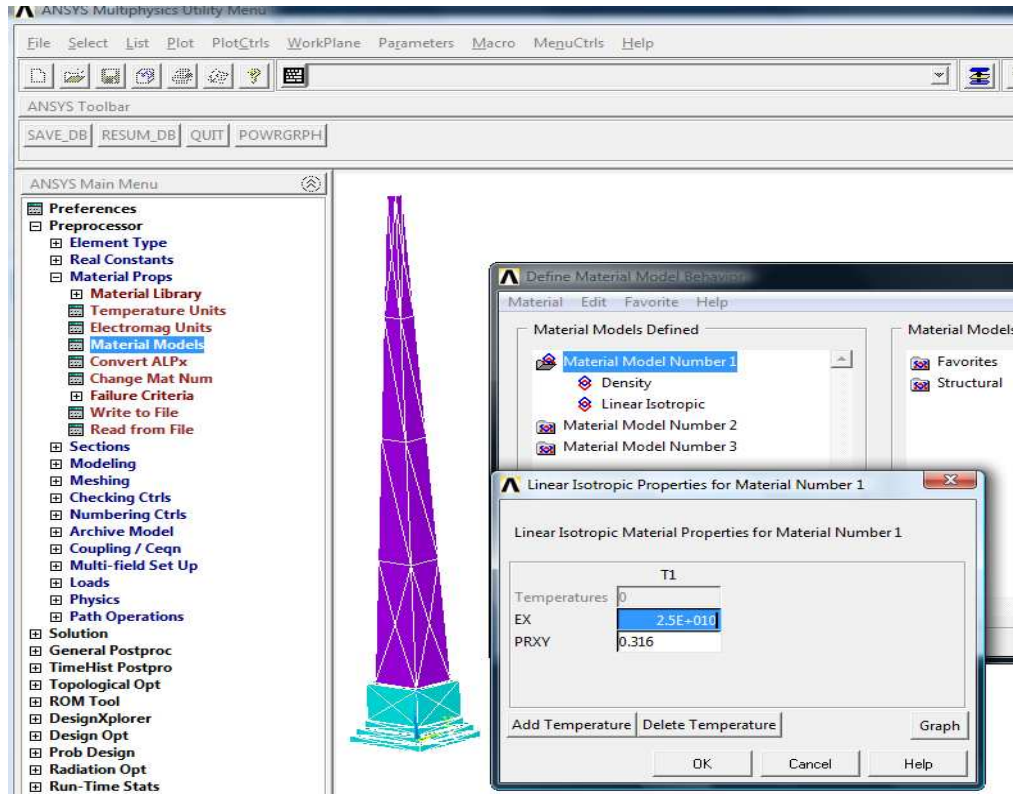 ANSYS Multiphysics Utility Menu
File Select List Plot PlotCtrls WorkPlane Parameters Macro MenuCtrls Help
ANSYS Toolbar
SAVE_DB RESUM_DB QUIT POWRGRPH
ANSYS Main Menu
Preferences
Preprocessor
Element Type
Real Constants
Material Props
Material Library
Temperature Units
Electromag Units
Material Models
Convert ALPx
Change Mat Num
Failure Criteria
Write to File
Read from File
Sections
Modeling
Meshing
Checking Ctrls
Numbering Ctrls
Archive Model
Coupling / Ceqn
Multi-field Set Up
Loads
Physics
Path Operations
Solution
General Postproc
TimeHist Postpro
Topological Opt
ROM Tool
DesignXplorer
Design Opt
Prob Design
Radiation Opt
Run-Time Stats
Define Material Model Behavior
Material Edit Favorite Help
Material Models Defined
Material Model Number 1
Density
Linear Isotropic
Material Model Number 2
Material Model Number 3
Material Models
Favorites
Structural
Linear Isotropic Properties for Material Number 1
Linear Isotropic Material Properties for Material Number 1
T1
Temperatures 0
EX 2.5E+010
PRXY 0.316
Add Temperature Delete Temperature Graph
OK Cancel Help